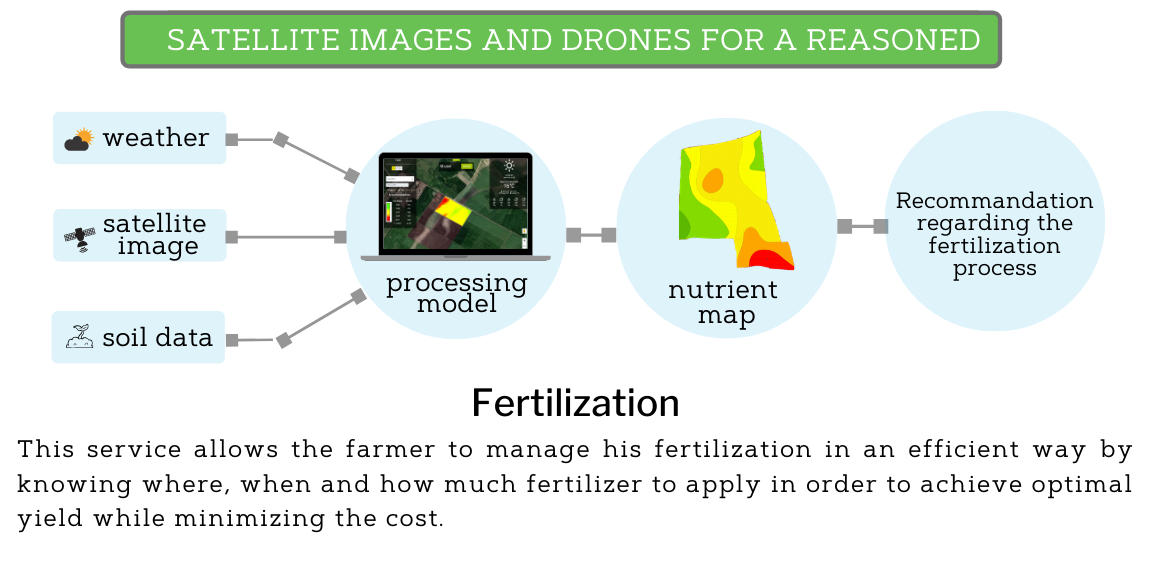 SATELLITE IMAGES AND DRONES FOR A REASONED
weather
satellite
image
soil data
processing
model
nutrient
map
Recommandation
regarding the
fertilization
process
Fertilization
This service allows the farmer to manage his fertilization in an efficient way by
knowing where, when and how much fertilizer to apply in order to achieve optimal
yield while minimizing the cost.